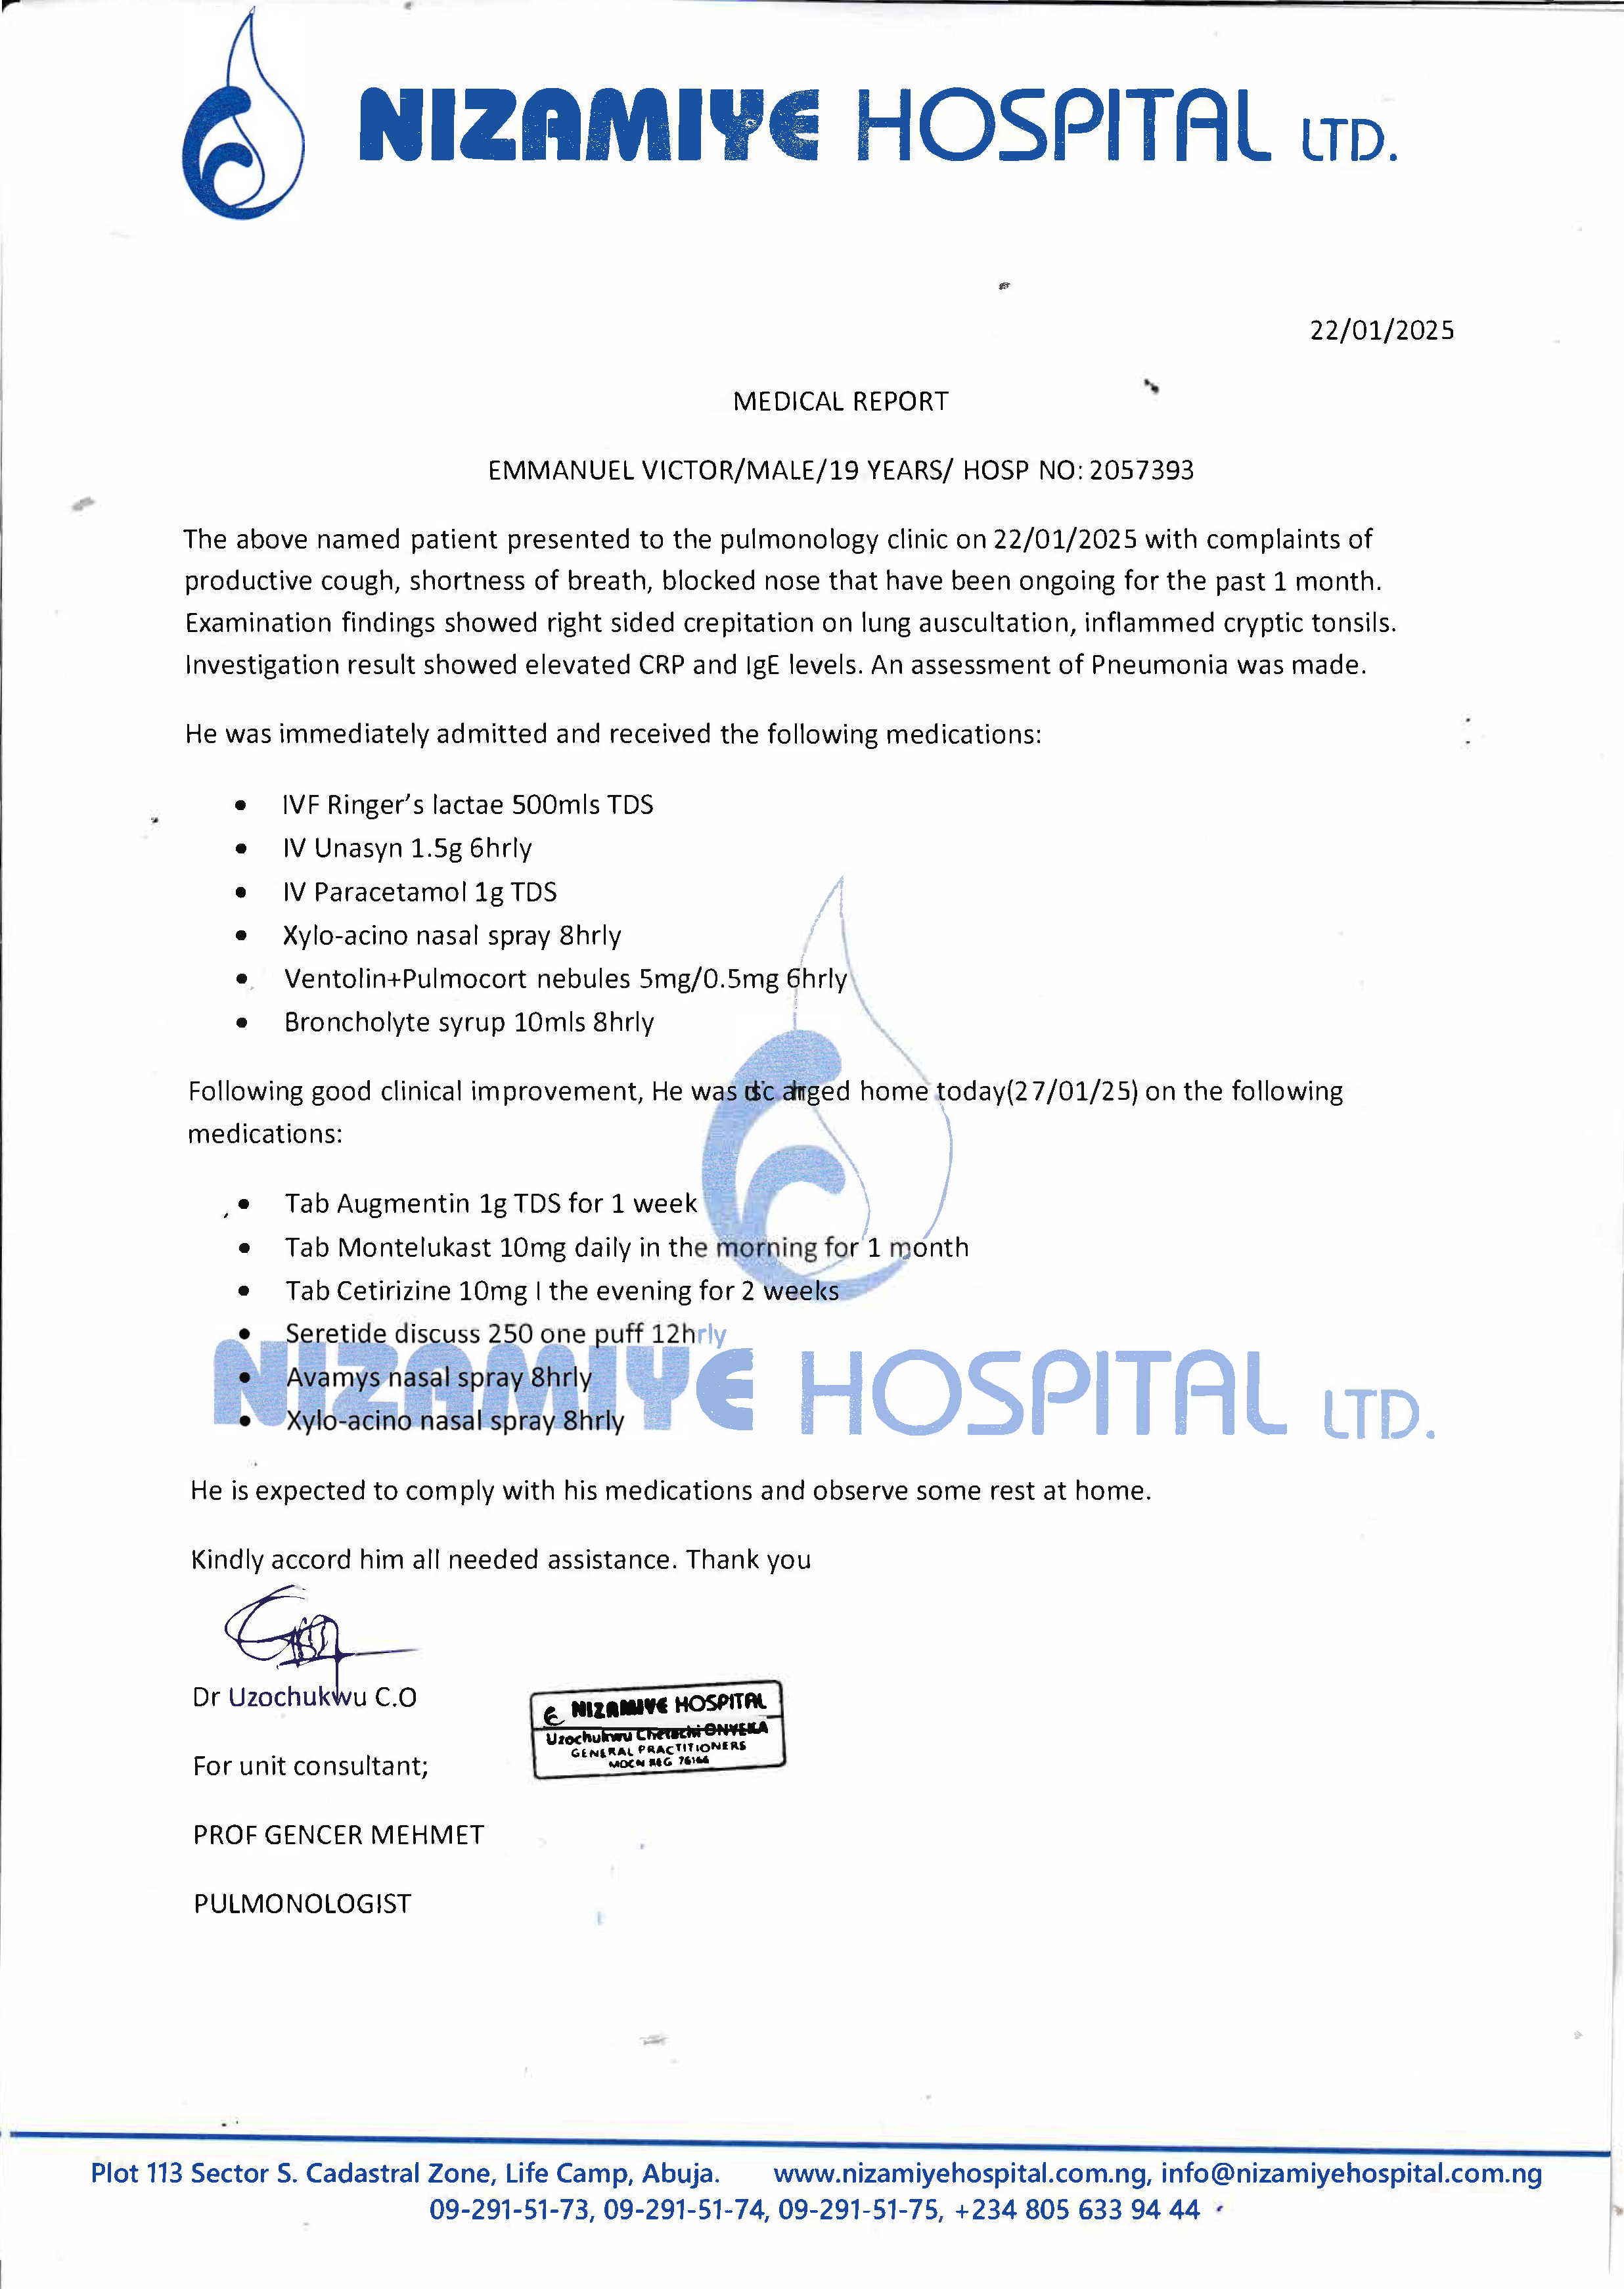 NIZAMIYE HOSPITAL LTD.
22/01/2025
MEDICAL REPORT
EMMANUEL VICTOR/MALE/19 YEARS/ HOSP NO: 2057393
The above named patient presented to the pulmonology clinic on 22/01/2025 with complaints of
productive cough, shortness of breath, blocked nose that have been ongoing for the past 1 month.
Examination findings showed right sided crepitation on lung auscultation, inflammed cryptic tonsils.
Investigation result showed elevated CRP and IgE levels. An assessment of Pneumonia was made.
He was immediately admitted and received the following medications:
• IVF Ringer's lactae 500mls TDS
• IV Unasyn 1.5g 6hrly
• IV Paracetamol 1g TDS
• Xylo-acino nasal spray 8hrly
• Ventolin+Pulmocort nebules 5mg/0.5mg 6hrly
• Broncholyte syrup 10mls 8hrly
Following good clinical improvement, He was home today(27/01/25) on the following
medications:
• Tab Augmentin 1g TDS for 1 week
• Tab Montelukast 10mg daily in the morning for 1 month
• Tab Cetirizine 10mg I the evening for 2 weeks
• Seretide discuss 250 one puff 12hrly
• Avamys nasal spray 8hrly
• Xylo-acino nasal spray 8hrly
NIZAMIYE HOSPITAL LTD.
He is expected to comply with his medications and observe some rest at home.
Kindly accord him all needed assistance. Thank you
Dr Uzochukwu C.O
NIZAMIYE HOSPITAL
Uzochukwu ONYEKA
GENERAL PRACTITIONERS
MDCN REG
For unit consultant;
PROF GENCER MEHMET
PULMONOLOGIST
Plot 113 Sector S. Cadastral Zone, Life Camp, Abuja. www.nizamiyehospital.com.ng, info@nizamiyehospital.com.ng
09-291-51-73, 09-291-51-74, 09-291-51-75, +234 805 633 94 44